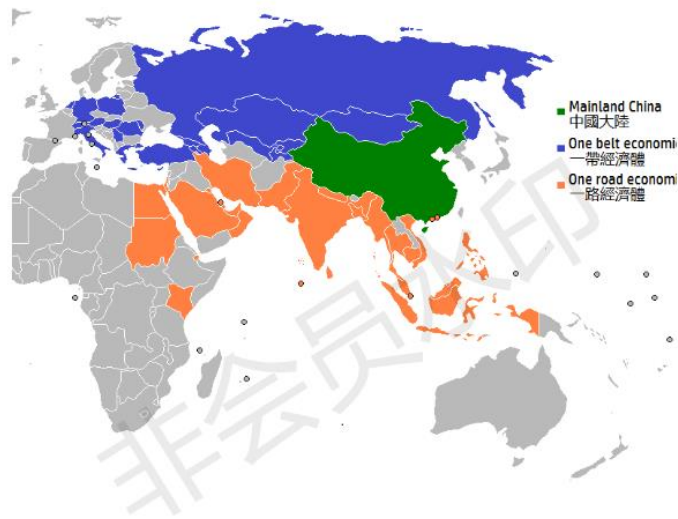 Mainland China
中國大陸
One belt economi
一帶經濟體
One road economi
一路經濟體
非会员水印